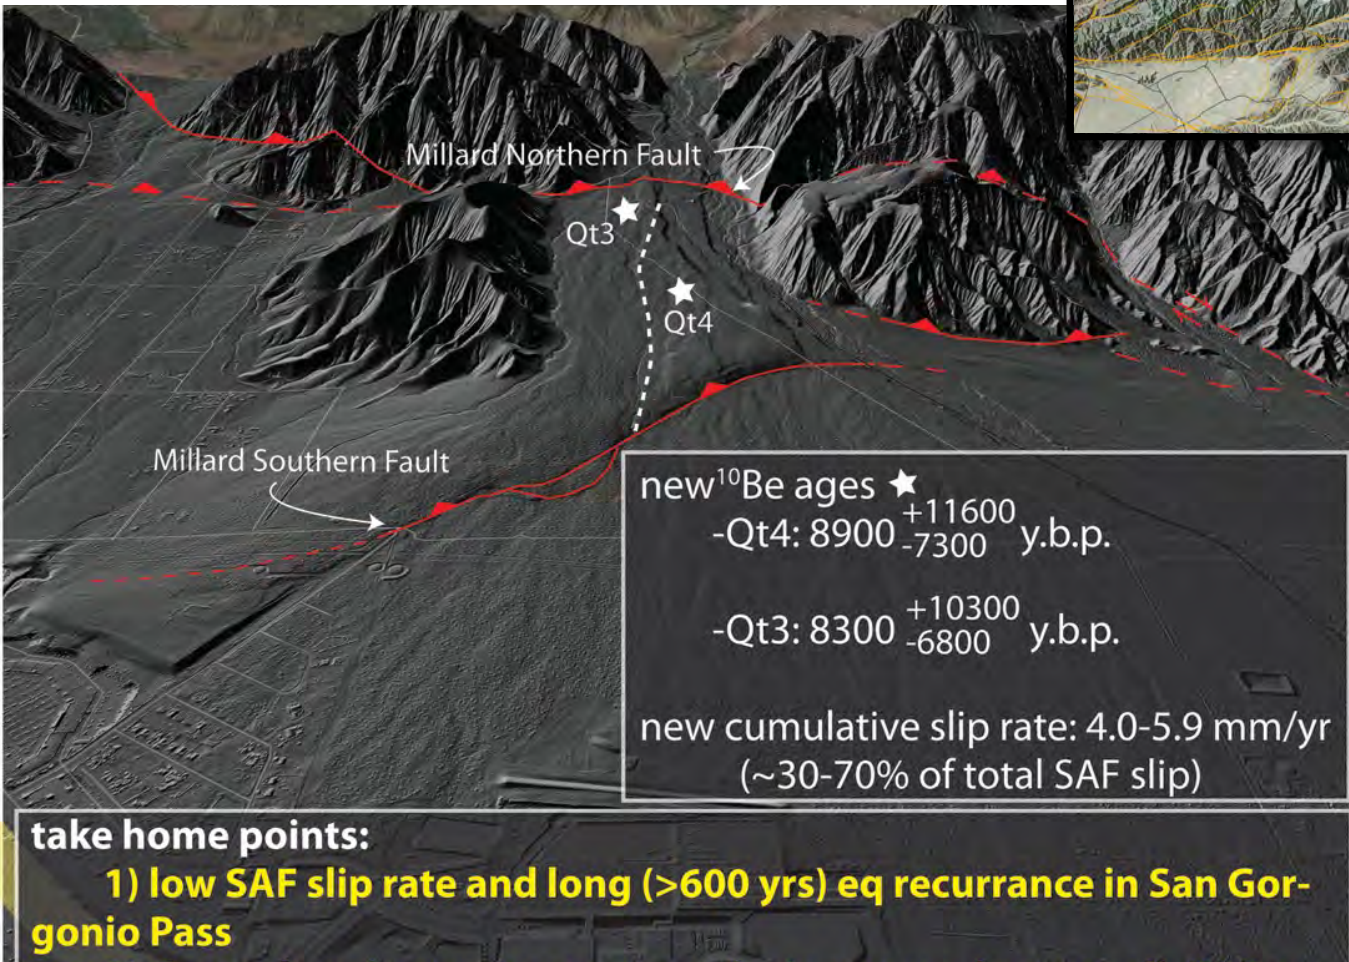 Millard Northern Fault
Qt3
Qt4
Millard Southern Fault
new ¹⁰Be ages ★
-Qt4: 8900 +11600 -7300 y.b.p.
-Qt3: 8300 +10300 -6800 y.b.p.
new cumulative slip rate: 4.0-5.9 mm/yr
(~30-70% of total SAF slip)
take home points:
1) low SAF slip rate and long (>600 yrs) eq recurrance in San Gor-
gonio Pass